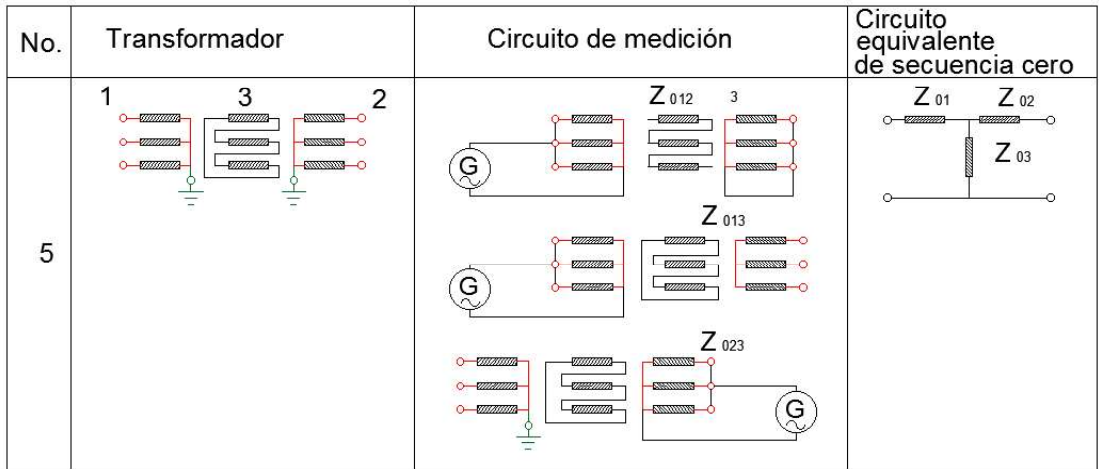 No.
Transformador
Circuito de medición
Circuito
equivalente
de secuencia cero
5
1 3 2
Z 012 3
G
Z 013
G
Z 023
G
Z 01 Z 02
Z 03